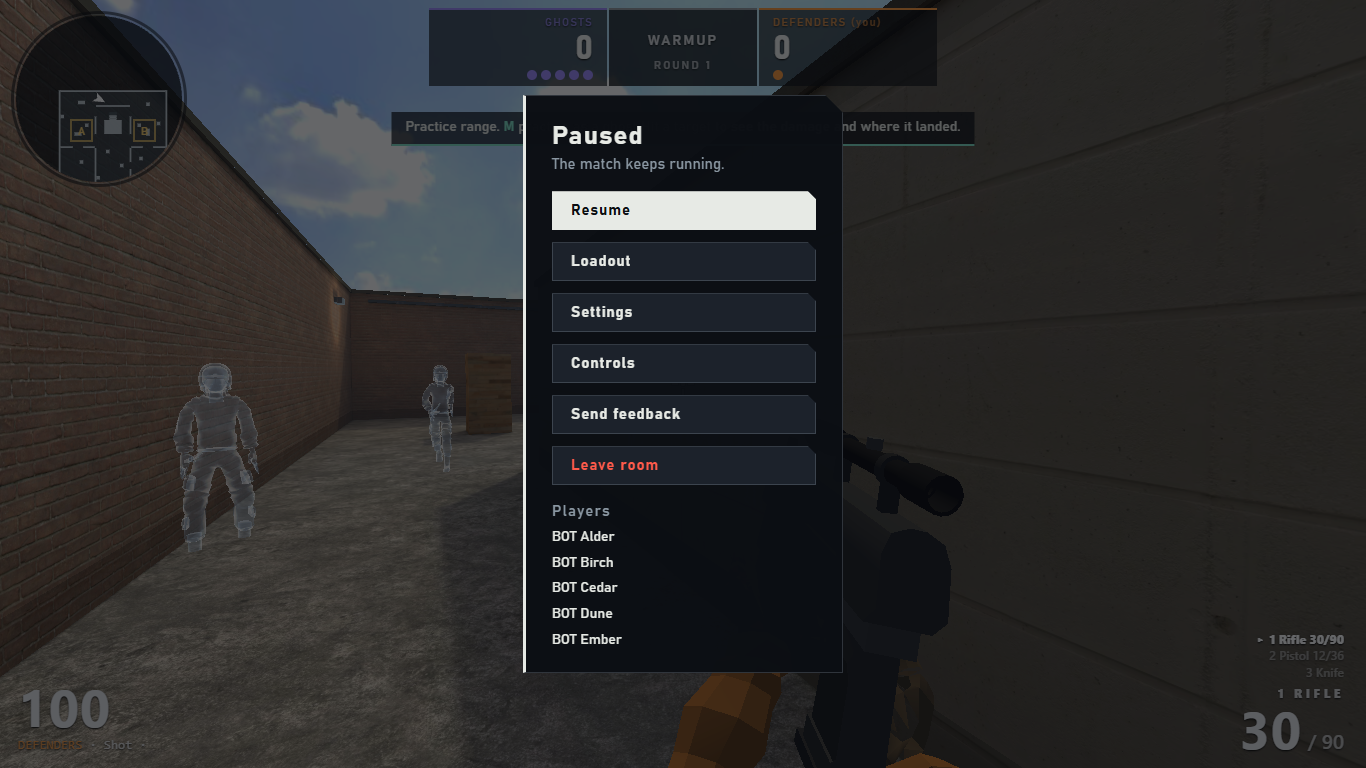 GHOSTS
0
WARMUP
ROUND 1
DEFENDERS (you)
0
A
B
Practice range. M
nd where it landed.
Paused
The match keeps running.
Resume
Loadout
Settings
Controls
Send feedback
Leave room
Players
BOT Alder
BOT Birch
BOT Cedar
BOT Dune
BOT Ember
1 Rifle 30/90
2 Pistol 12/36
3 Knife
1 RIFLE
30 / 90
100
DEFENDERS · Shot ·